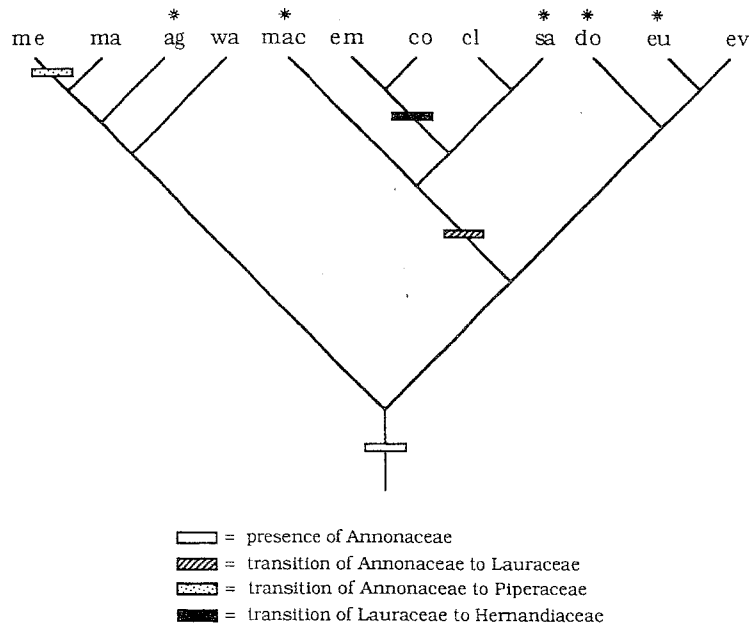 * * * * *
me ma ag wa mac em co cl sa do eu ev
= presence of Annonaceae
= transition of Annonaceae to Lauraceae
= transition of Annonaceae to Piperaceae
= transition of Lauraceae to Hernandiaceae